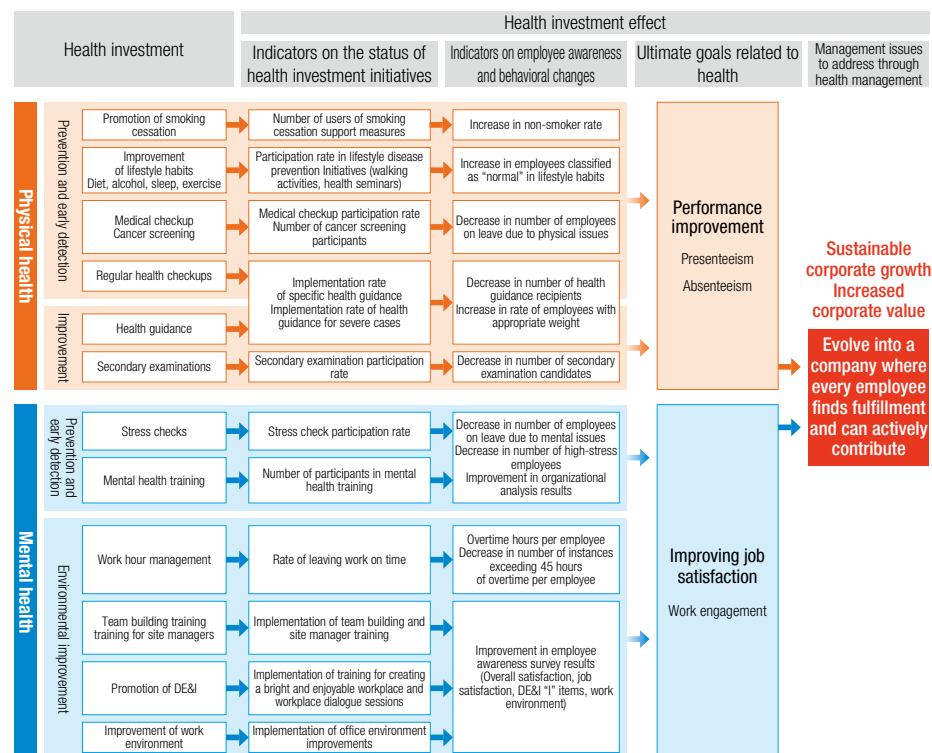 Health investment
Health investment effect
Indicators on the status of
health investment initiatives
Indicators on employee awareness
and behavioral changes
Ultimate goals related to
health
Management issues
to address through
health management
Physical health
Prevention and early detection
Promotion of smoking
cessation
Number of users of smoking
cessation support measures
Increase in non-smoker rate
Improvement
of lifestyle habits
Diet, alcohol, sleep, exercise
Participation rate in lifestyle disease
prevention Initiatives (walking
activities, health seminars)
Increase in employees classified
as “normal” in lifestyle habits
Medical checkup
Cancer screening
Medical checkup participation rate
Number of cancer screening
participants
Decrease in number of employees
on leave due to physical issues
Regular health checkups
Implementation rate
of specific health guidance
Implementation rate of health
guidance for severe cases
Decrease in number of health
guidance recipients
Increase in rate of employees with
appropriate weight
Improvement
Health guidance
Secondary examinations
Secondary examination participation
rate
Decrease in number of secondary
examination candidates
Performance
improvement
Presenteeism
Absenteeism
Sustainable
corporate growth
Increased
corporate value
Evolve into a
company where
every employee
finds fulfillment
and can actively
contribute
Mental health
Prevention and
early detection
Stress checks
Stress check participation rate
Decrease in number of employees
on leave due to mental issues
Decrease in number of high-stress
employees
Improvement in organizational
analysis results
Mental health training
Number of participants in mental
health training
Environmental improvement
Work hour management
Rate of leaving work on time
Overtime hours per employee
Decrease in number of instances
exceeding 45 hours
of overtime per employee
Team building training
training for site managers
Implementation of team building and
site manager training
Improvement in employee
awareness survey results
(Overall satisfaction, job
satisfaction, DE&I “I” items, work
environment)
Promotion of DE&I
Implementation of training for creating
a bright and enjoyable workplace and
workplace dialogue sessions
Improvement of work
environment
Implementation of office environment
improvements
Improving job
satisfaction
Work engagement